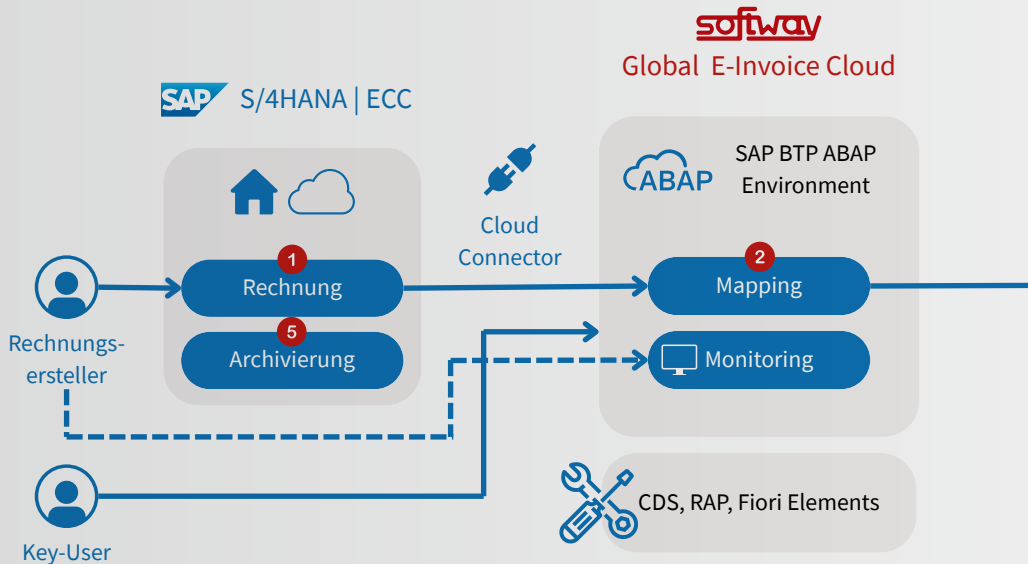 softway
Global E-Invoice Cloud
SAP S/4HANA | ECC
ABAP
SAP BTP ABAP
Environment
Cloud
Connector
1
Rechnung
2
Mapping
5
Archivierung
Monitoring
Rechnungs-
ersteller
CDS, RAP, Fiori Elements
Key-User